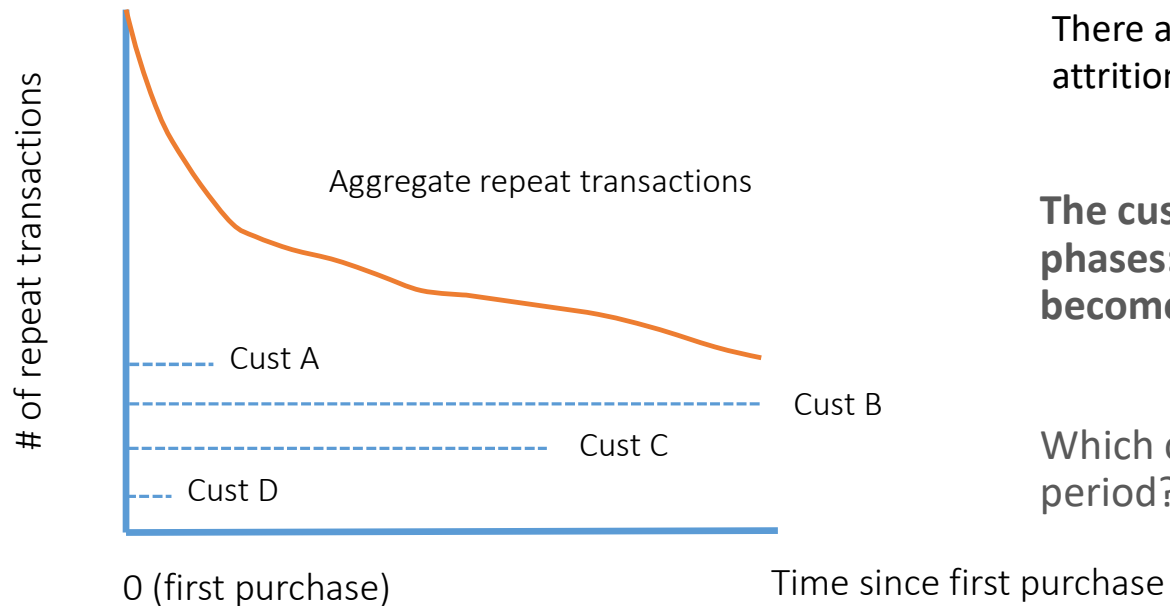 # of repeat transactions
Aggregate repeat transactions
Cust A
Cust B
Cust C
Cust D
0 (first purchase)
Time since first purchase
There a
attrition
The cus
phases:
become
Which
period?